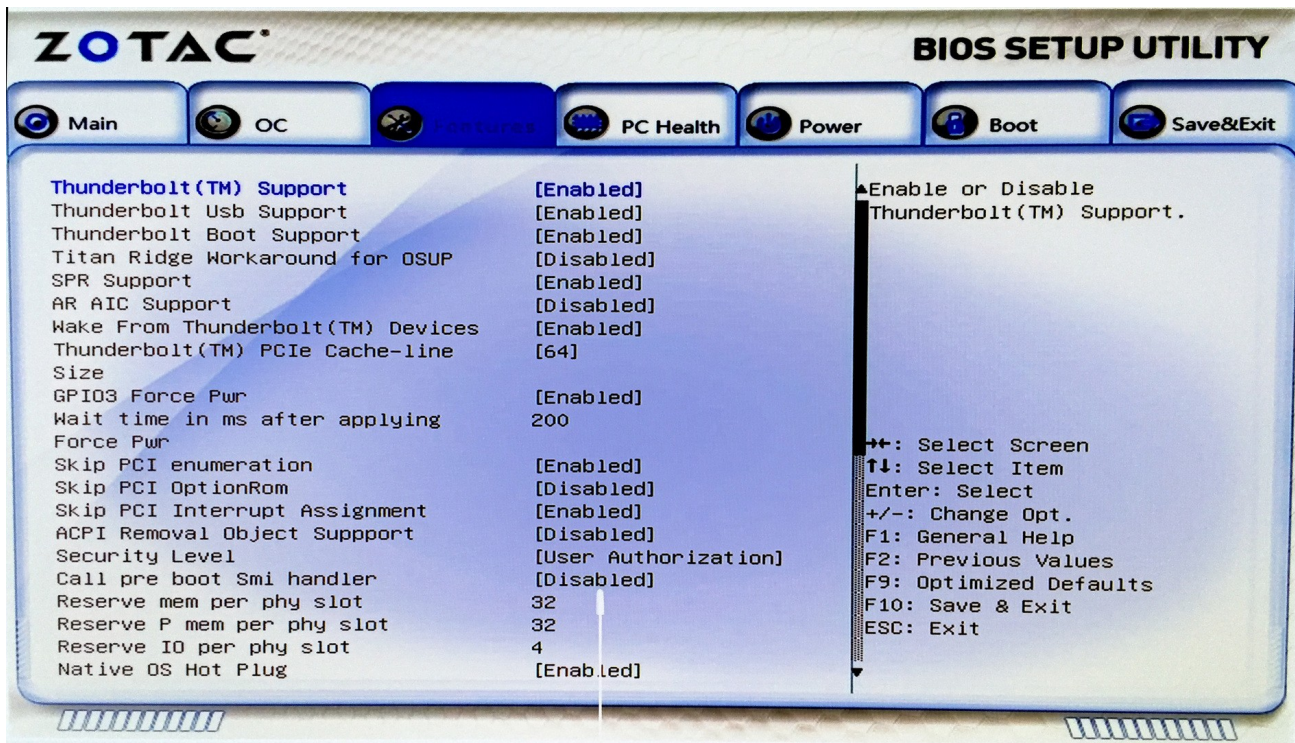 ZOTAC
BIOS SETUP UTILITY
Main
OC
Features
PC Health
Power
Boot
Save&Exit
Thunderbolt(TM) Support [Enabled]
Thunderbolt Usb Support [Enabled]
Thunderbolt Boot Support [Enabled]
Titan Ridge Workaround for OSUP [Disabled]
SPR Support [Enabled]
AR AIC Support [Disabled]
Wake From Thunderbolt(TM) Devices [Enabled]
Thunderbolt(TM) PCIe Cache-line [64]
Size
GPIO3 Force Pwr [Enabled]
Wait time in ms after applying 200
Force Pwr
Skip PCI enumeration [Enabled]
Skip PCI OptionRom [Disabled]
Skip PCI Interrupt Assignment [Enabled]
ACPI Removal Object Suppport [Disabled]
Security Level [User Authorization]
Call pre boot Smi handler [Disabled]
Reserve mem per phy slot 32
Reserve P mem per phy slot 32
Reserve IO per phy slot 4
Native OS Hot Plug [Enabled]
Enable or Disable
Thunderbolt(TM) Support.
→←: Select Screen
↑↓: Select Item
Enter: Select
+/-: Change Opt.
F1: General Help
F2: Previous Values
F9: Optimized Defaults
F10: Save & Exit
ESC: Exit